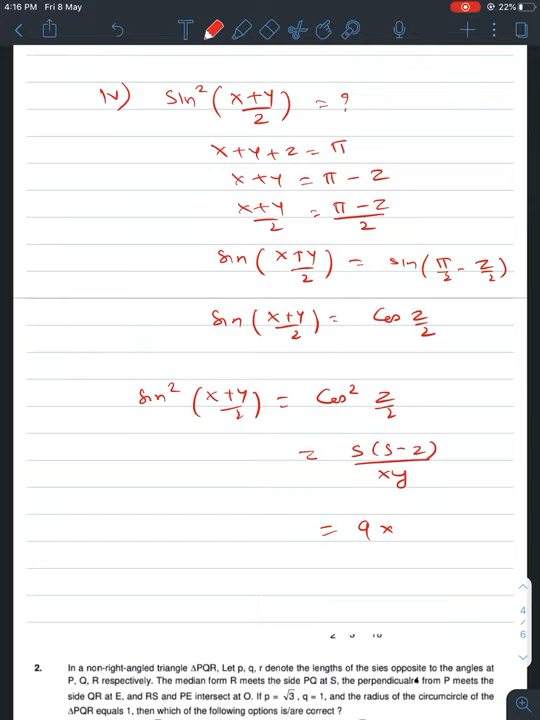 4:16 PM Fri 8 May
22%
iv) sin² (x+y/2) = ?
x+y+z = π
x+y = π - z
x+y/2 = π-z/2
sin (x+y/2) = sin (π/2 - z/2)
sin (x+y/2) = cos z/2
sin² (x+y/2) = cos² z/2
= s(s-z)/xy
= 9 x
4
/
6
2.
In a non-right-angled triangle ΔPQR, Let p, q, r denote the lengths of the sies opposite to the angles at
P, Q, R respectively. The median form R meets the side PQ at S, the perpendicualr from P meets the
side QR at E, and RS and PE intersect at O. If p = √3 , q = 1, and the radius of the circumcircle of the
ΔPQR equals 1, then which of the following options is/are correct ?